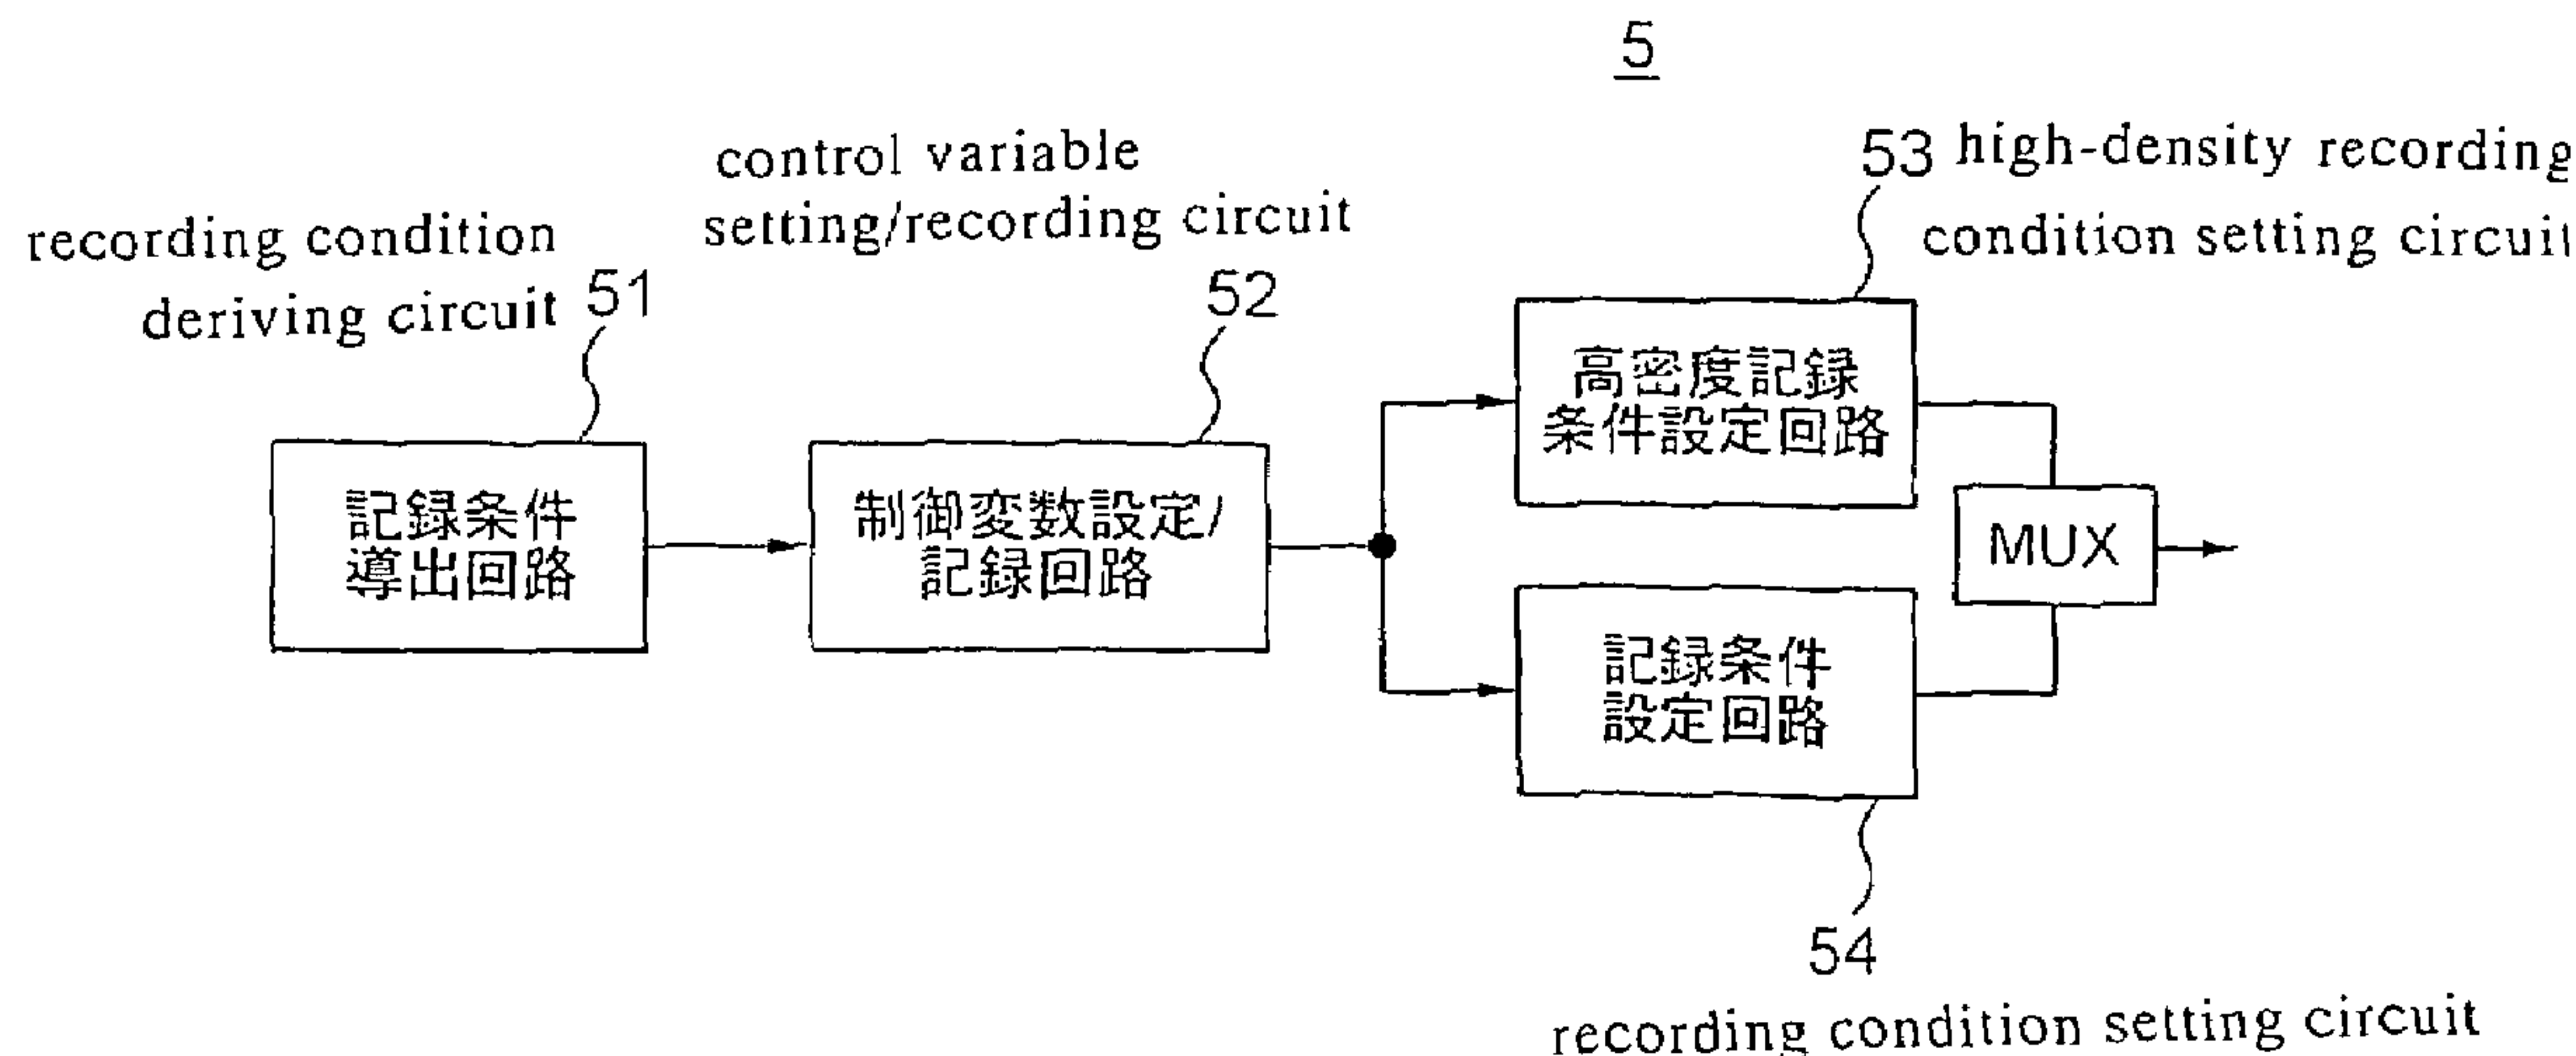 5
control variable
setting/recording circuit
52
recording condition
deriving circuit 51
53 high-density recording
condition setting circuit
記録条件
導出回路
制御変数設定/
記録回路
高密度記録
条件設定回路
MUX
記録条件
設定回路
54
recording condition setting circuit